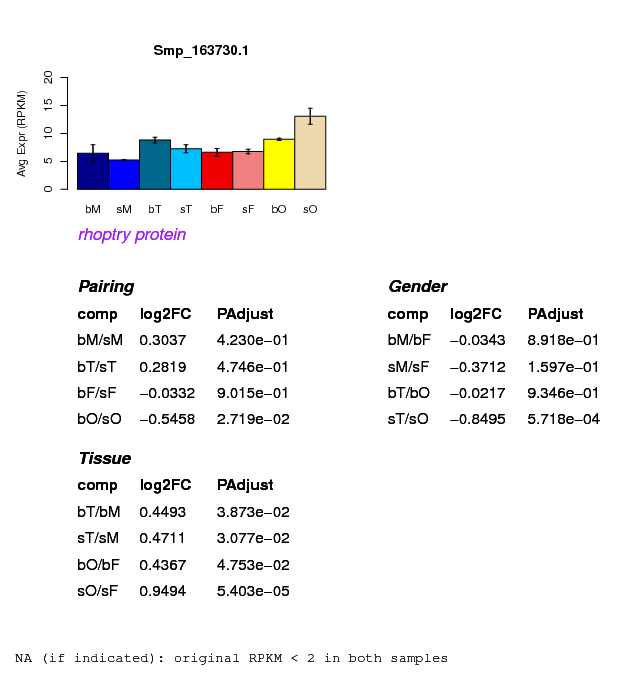 Smp_163730.1
Avg Expr (RPKM)
20
15
10
5
0
bM sM bT sT bF sF bO sO
rhoptry protein
Pairing
comp log2FC PAdjust
bM/sM 0.3037 4.230e−01
bT/sT 0.2819 4.746e−01
bF/sF −0.0332 9.015e−01
bO/sO −0.5458 2.719e−02
Gender
comp log2FC PAdjust
bM/bF −0.0343 8.918e−01
sM/sF −0.3712 1.597e−01
bT/bO −0.0217 9.346e−01
sT/sO −0.8495 5.718e−04
Tissue
comp log2FC PAdjust
bT/bM 0.4493 3.873e−02
sT/sM 0.4711 3.077e−02
bO/bF 0.4367 4.753e−02
sO/sF 0.9494 5.403e−05
NA (if indicated): original RPKM < 2 in both samples